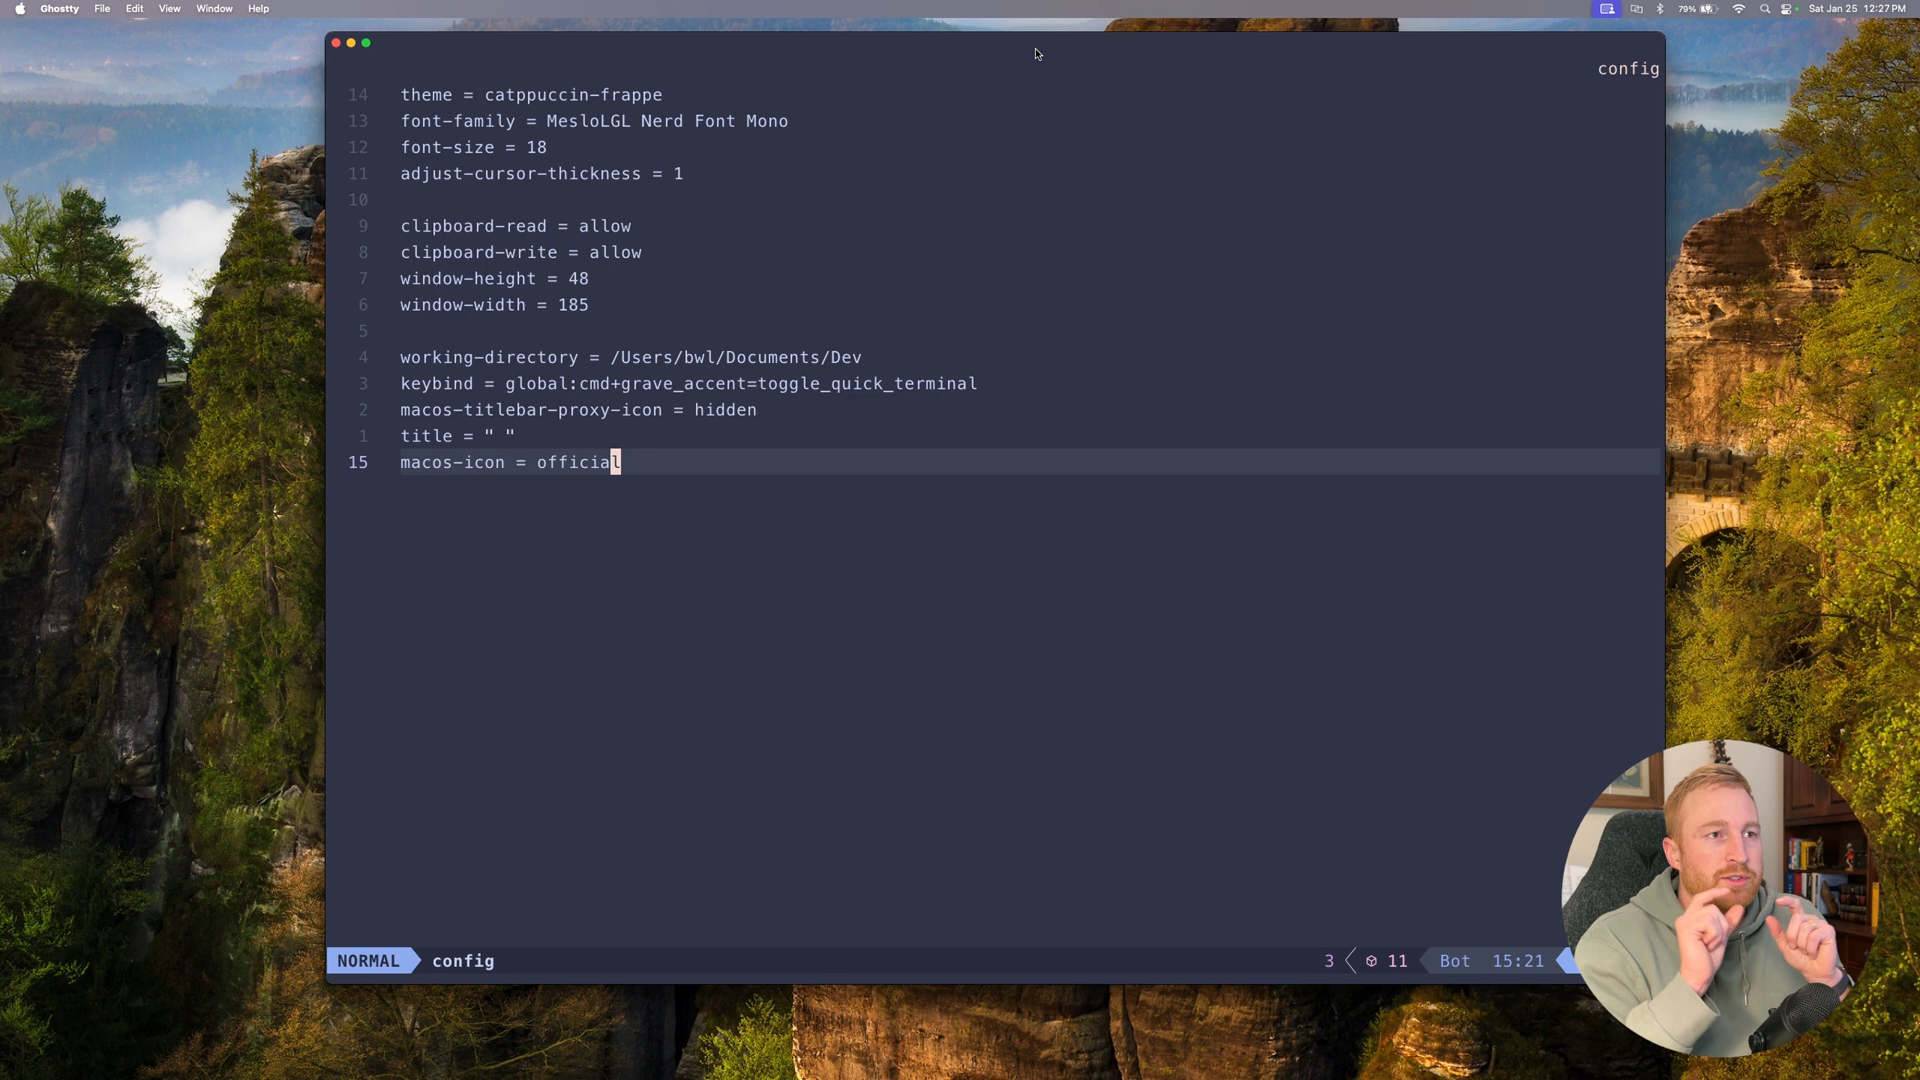 Ghostty File Edit View Window Help 79% Sat Jan 25 12:27 PM
config
14 theme = catppuccin-frappe
13 font-family = MesloLGL Nerd Font Mono
12 font-size = 18
11 adjust-cursor-thickness = 1
10
9 clipboard-read = allow
8 clipboard-write = allow
7 window-height = 48
6 window-width = 185
5
4 working-directory = /Users/bwl/Documents/Dev
3 keybind = global:cmd+grave_accent=toggle_quick_terminal
2 macos-titlebar-proxy-icon = hidden
1 title = " "
15 macos-icon = official
NORMAL config 3 11 Bot 15:21